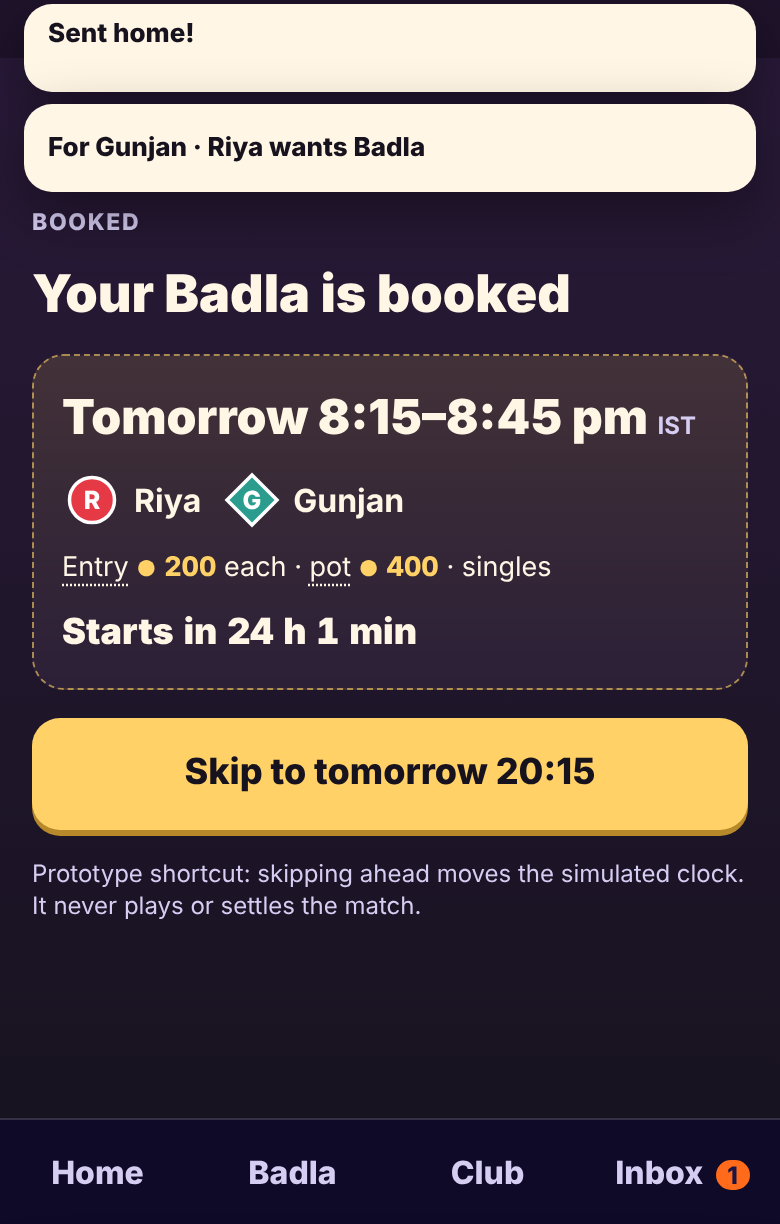 Sent home!
For Gunjan · Riya wants Badla
BOOKED
Your Badla is booked
Tomorrow 8:15–8:45 pm IST
R Riya G Gunjan
Entry 200 each · pot 400 · singles
Starts in 24 h 1 min
Skip to tomorrow 20:15
Prototype shortcut: skipping ahead moves the simulated clock.
It never plays or settles the match.
Home Badla Club Inbox 1